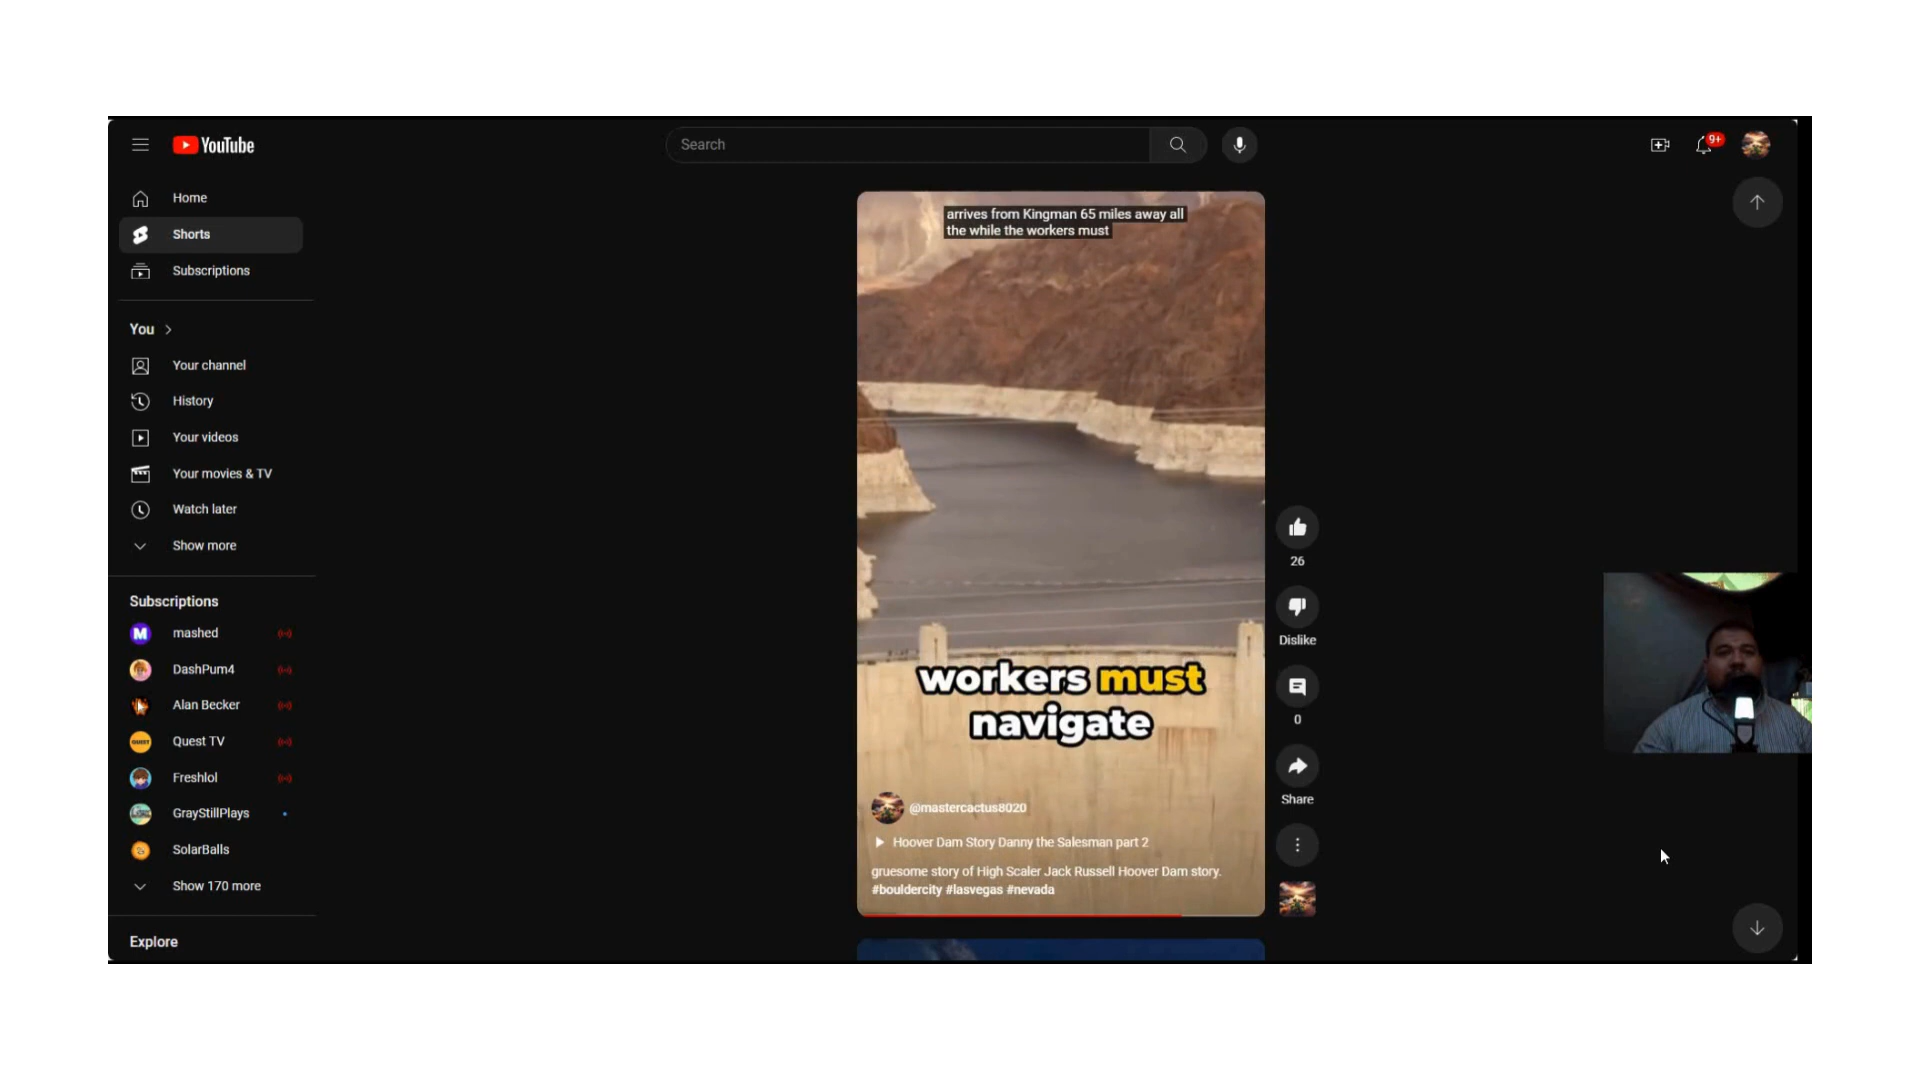 YouTube
Search
9+
Home
Shorts
Subscriptions
You
Your channel
History
Your videos
Your movies & TV
Watch later
Show more
Subscriptions
M mashed
DashPum4
Alan Becker
QUEST Quest TV
Freshlol
GrayStillPlays
SolarBalls
Show 170 more
Explore
arrives from Kingman 65 miles away all
the while the workers must
workers must
navigate
@mastercactus8020
Hoover Dam Story Danny the Salesman part 2
gruesome story of High Scaler Jack Russell Hoover Dam story.
#bouldercity #lasvegas #nevada
26
Dislike
0
Share